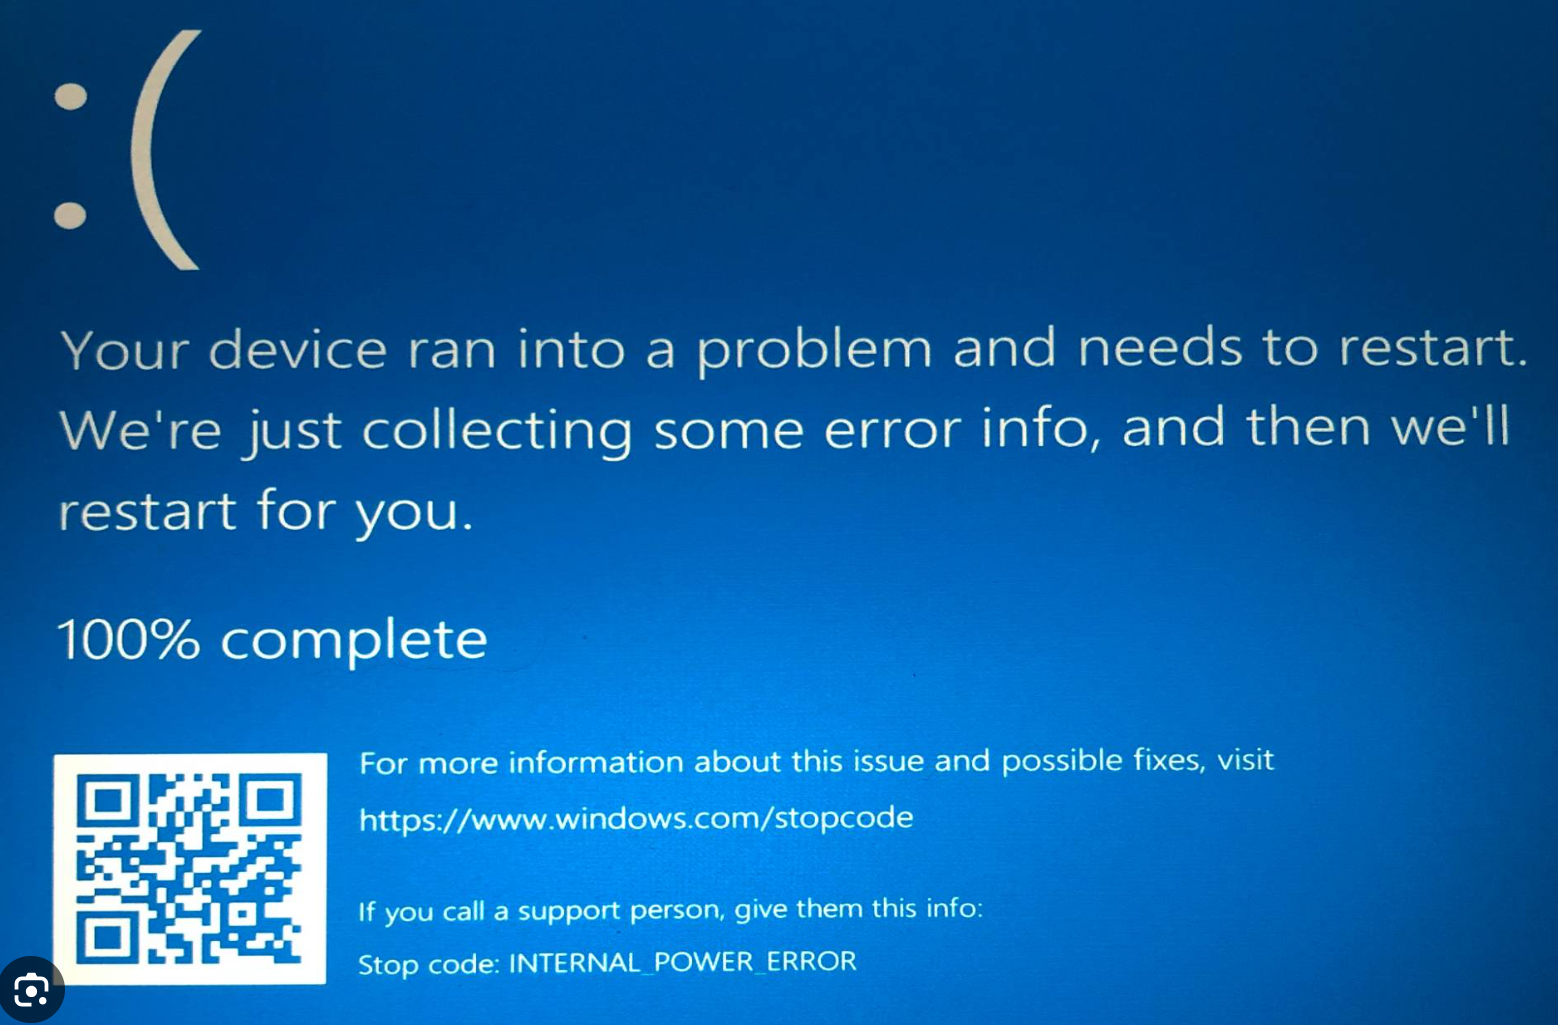 :(
Your device ran into a problem and needs to restart.
We're just collecting some error info, and then we'll
restart for you.
100% complete
For more information about this issue and possible fixes, visit
https://www.windows.com/stopcode
If you call a support person, give them this info:
Stop code: INTERNAL_POWER_ERROR